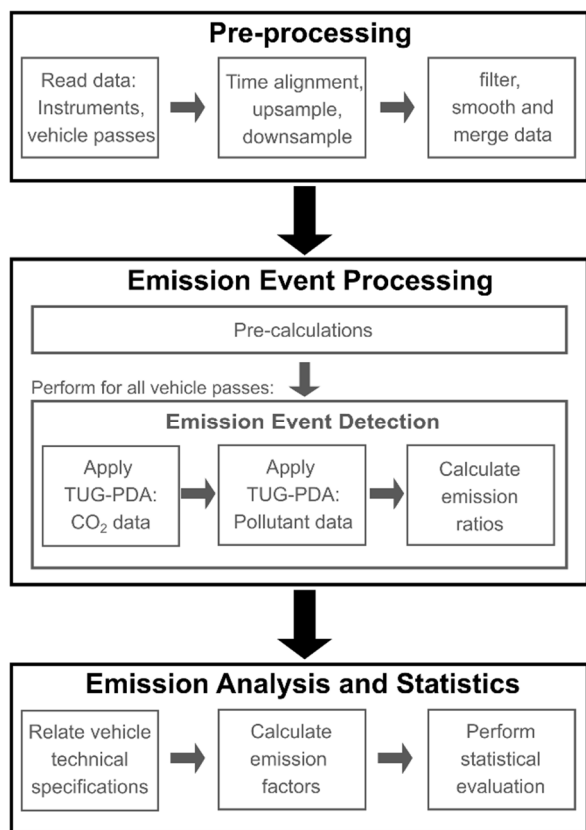 Pre-processing
Read data:
Instruments,
vehicle passes
Time alignment,
upsample,
downsample
filter,
smooth and
merge data
Emission Event Processing
Pre-calculations
Perform for all vehicle passes:
Emission Event Detection
Apply
TUG-PDA:
CO₂ data
Apply
TUG-PDA:
Pollutant data
Calculate
emission
ratios
Emission Analysis and Statistics
Relate vehicle
technical
specifications
Calculate
emission
factors
Perform
statistical
evaluation